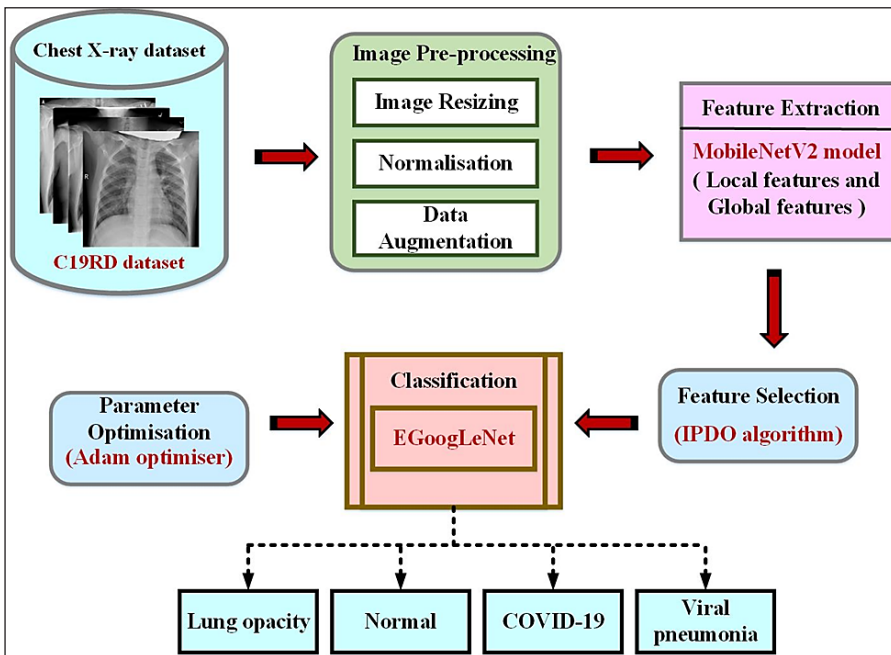 Chest X-ray dataset
R
C19RD dataset
Image Pre-processing
Image Resizing
Normalisation
Data
Augmentation
Feature Extraction
MobileNetV2 model
( Local features and
Global features )
Feature Selection
(IPDO algorithm)
Classification
EGoogLeNet
Parameter
Optimisation
(Adam optimiser)
Lung opacity
Normal
COVID-19
Viral
pneumonia